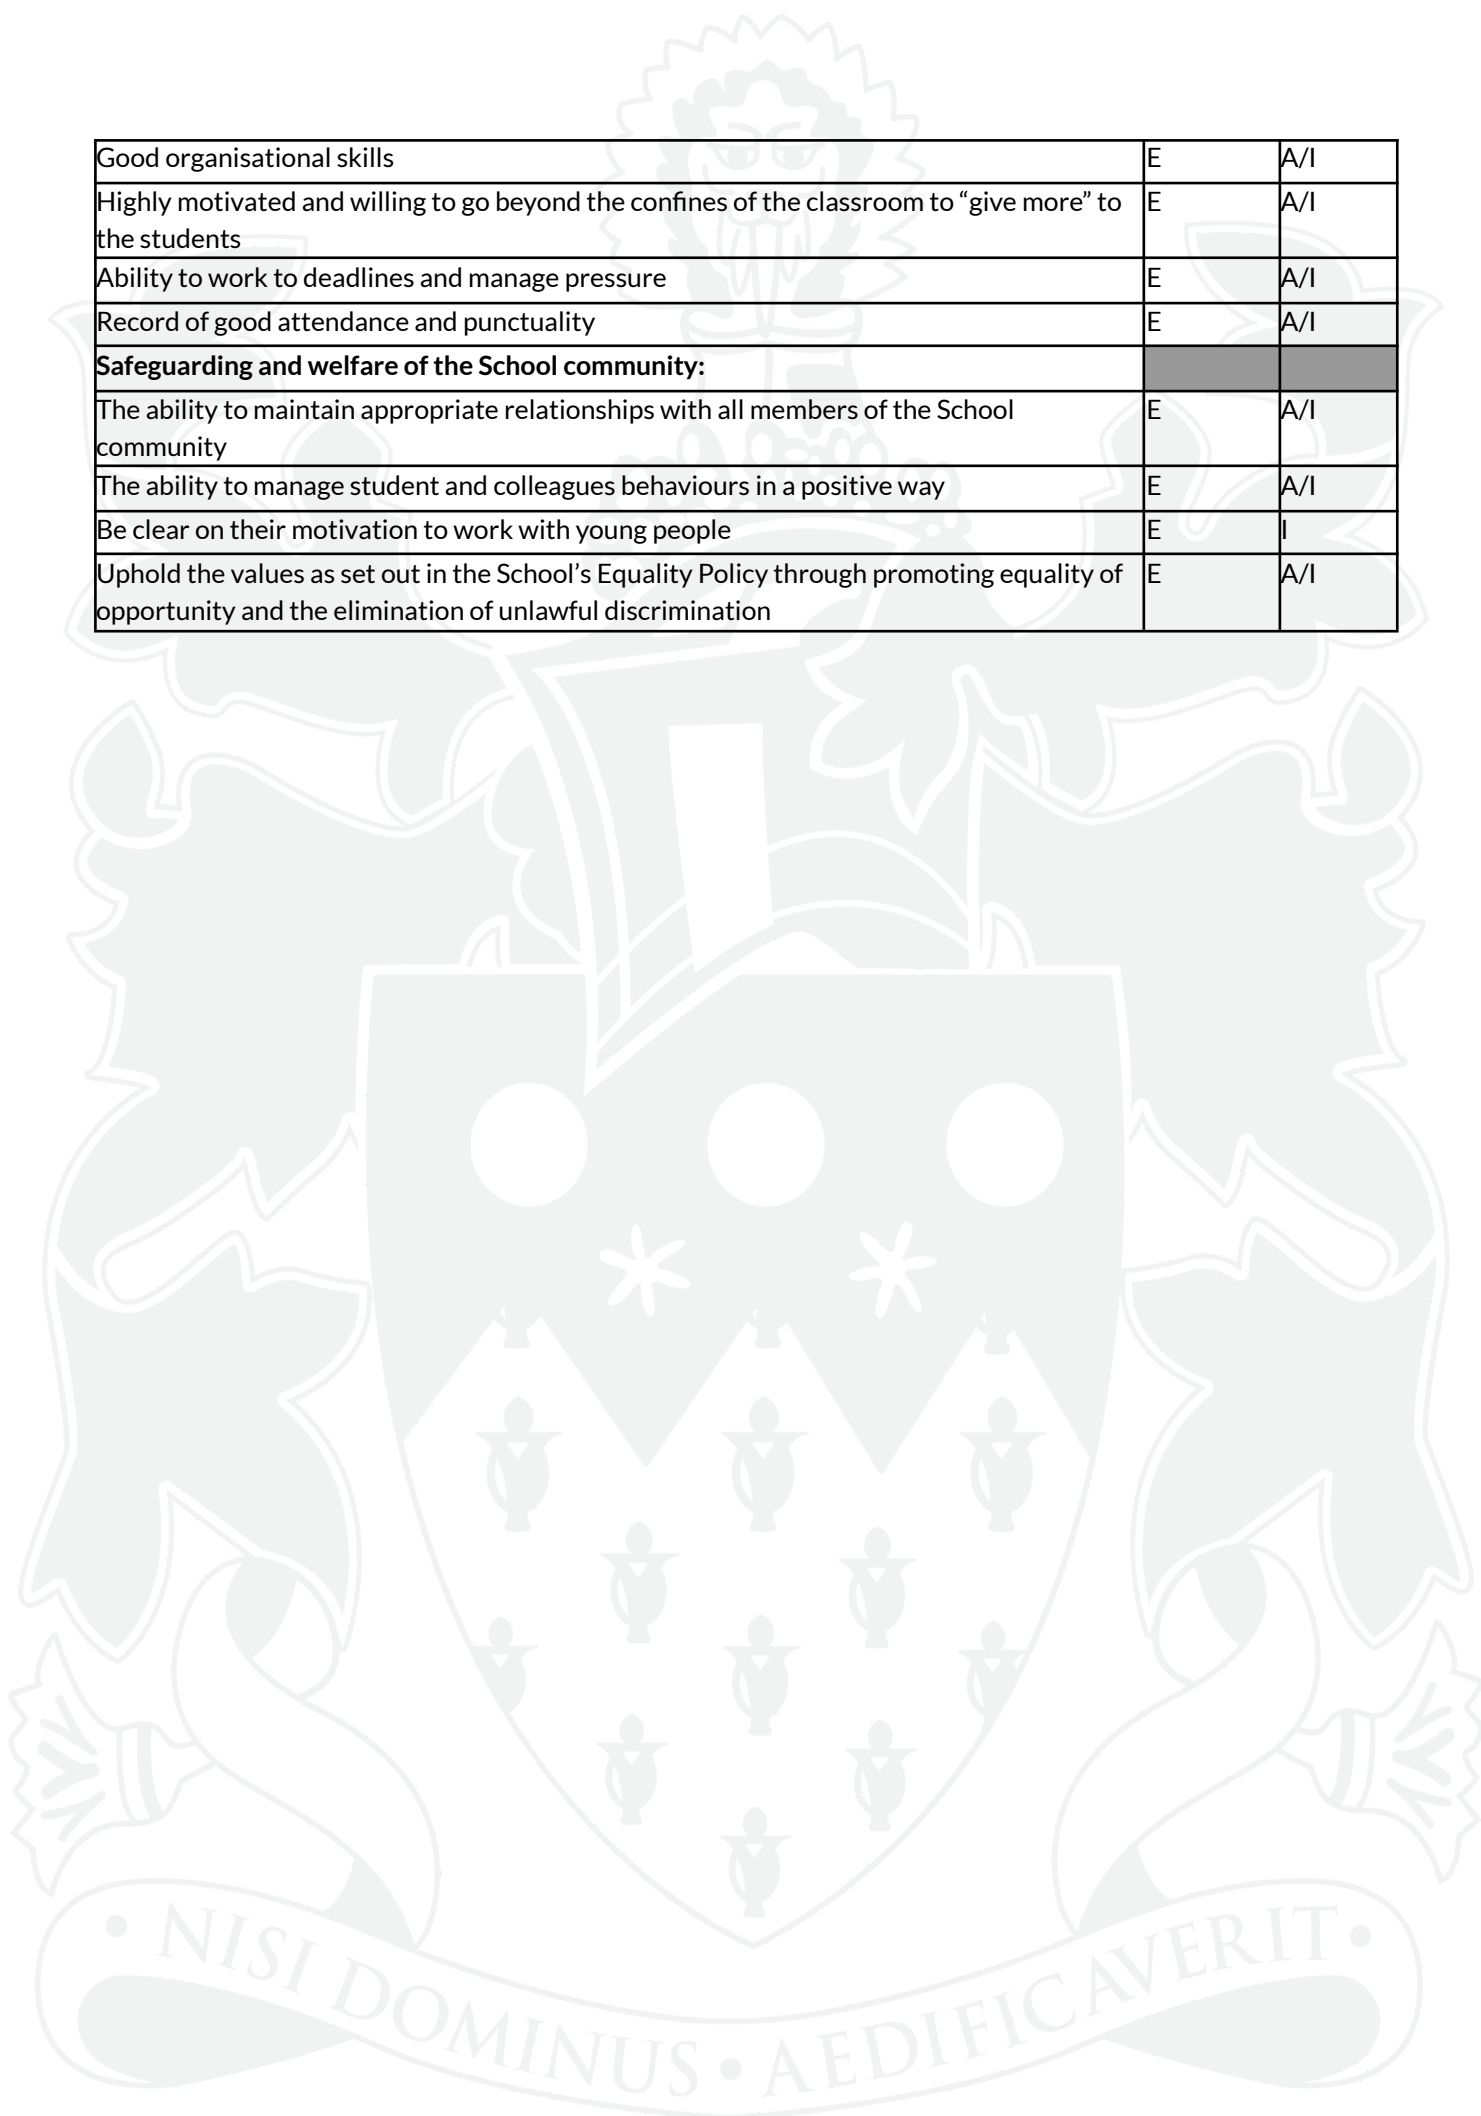 Good organisational skills E A/I
Highly motivated and willing to go beyond the confines of the classroom to “give more” to E A/I
the students
Ability to work to deadlines and manage pressure E A/I
Record of good attendance and punctuality E A/I
Safeguarding and welfare of the School community:
The ability to maintain appropriate relationships with all members of the School E A/I
community
The ability to manage student and colleagues behaviours in a positive way E A/I
Be clear on their motivation to work with young people E I
Uphold the values as set out in the School’s Equality Policy through promoting equality of E A/I
opportunity and the elimination of unlawful discrimination
• NISI DOMINUS • AEDIFICAVERIT •